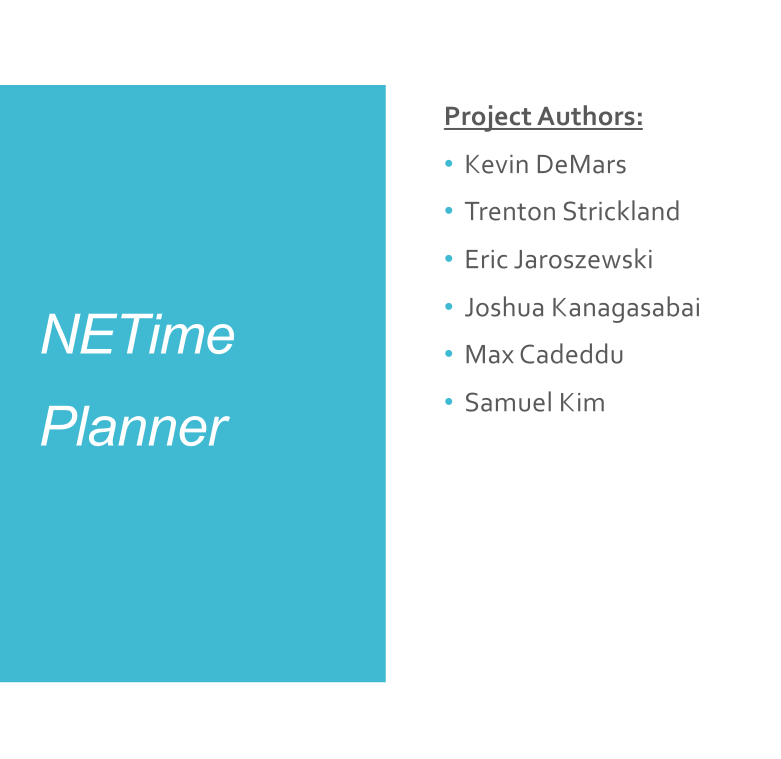 NETime
Planner
Project Authors:
• Kevin DeMars
• Trenton Strickland
• Eric Jaroszewski
• Joshua Kanagasabai
• Max Cadeddu
• Samuel Kim